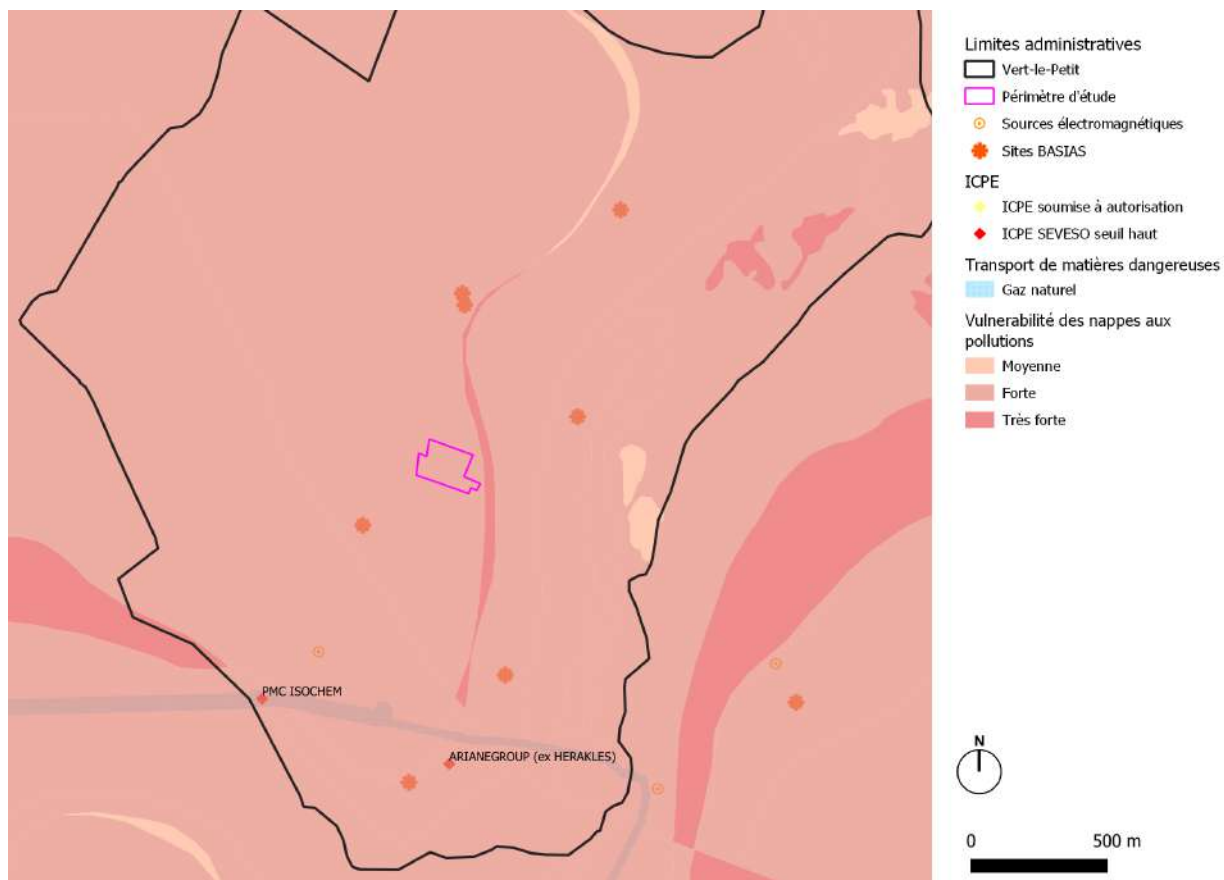 PMC ISOCHEM
ARIANEGROUP (ex HERAKLES)
Limites administratives
Vert-le-Petit
Périmètre d'étude
Sources électromagnétiques
Sites BASIAS
ICPE
ICPE soumise à autorisation
ICPE SEVESO seuil haut
Transport de matières dangereuses
Gaz naturel
Vulnerabilité des nappes aux
pollutions
Moyenne
Forte
Très forte
N
0 500 m